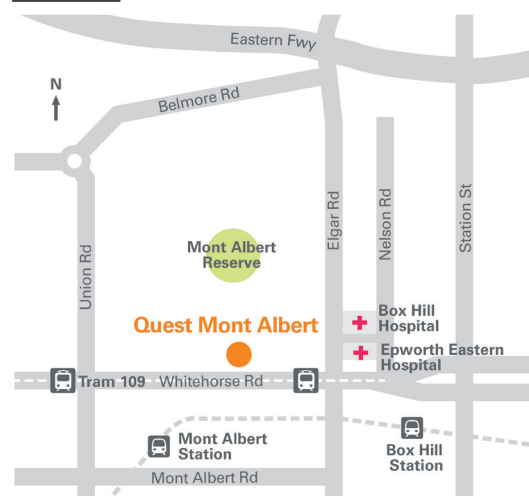 Eastern Fwy
N
Belmore Rd
Union Rd
Elgar Rd
Nelson Rd
Station St
Mont Albert
Reserve
Quest Mont Albert
Box Hill
Hospital
Epworth Eastern
Hospital
Tram 109
Whitehorse Rd
Mont Albert
Station
Box Hill
Station
Mont Albert Rd